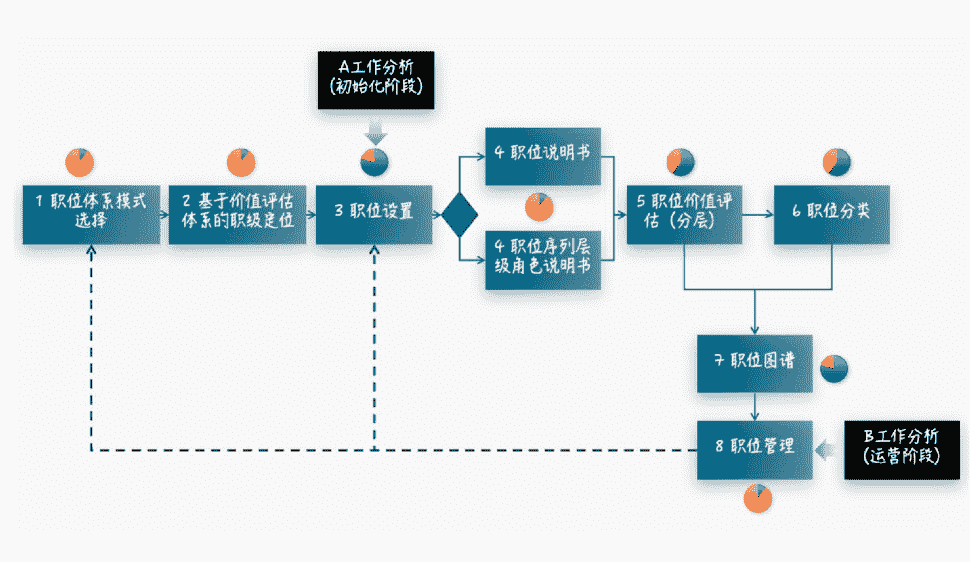 A工作分析
(初始化阶段)
1 职位体系模式
选择
2 基于价值评估
体系的职级定位
3 职位设置
4 职位说明书
4 职位序列层
级角色说明书
5 职位价值评
估（分层）
6 职位分类
7 职位图谱
8 职位管理
B工作分析
(运营阶段)